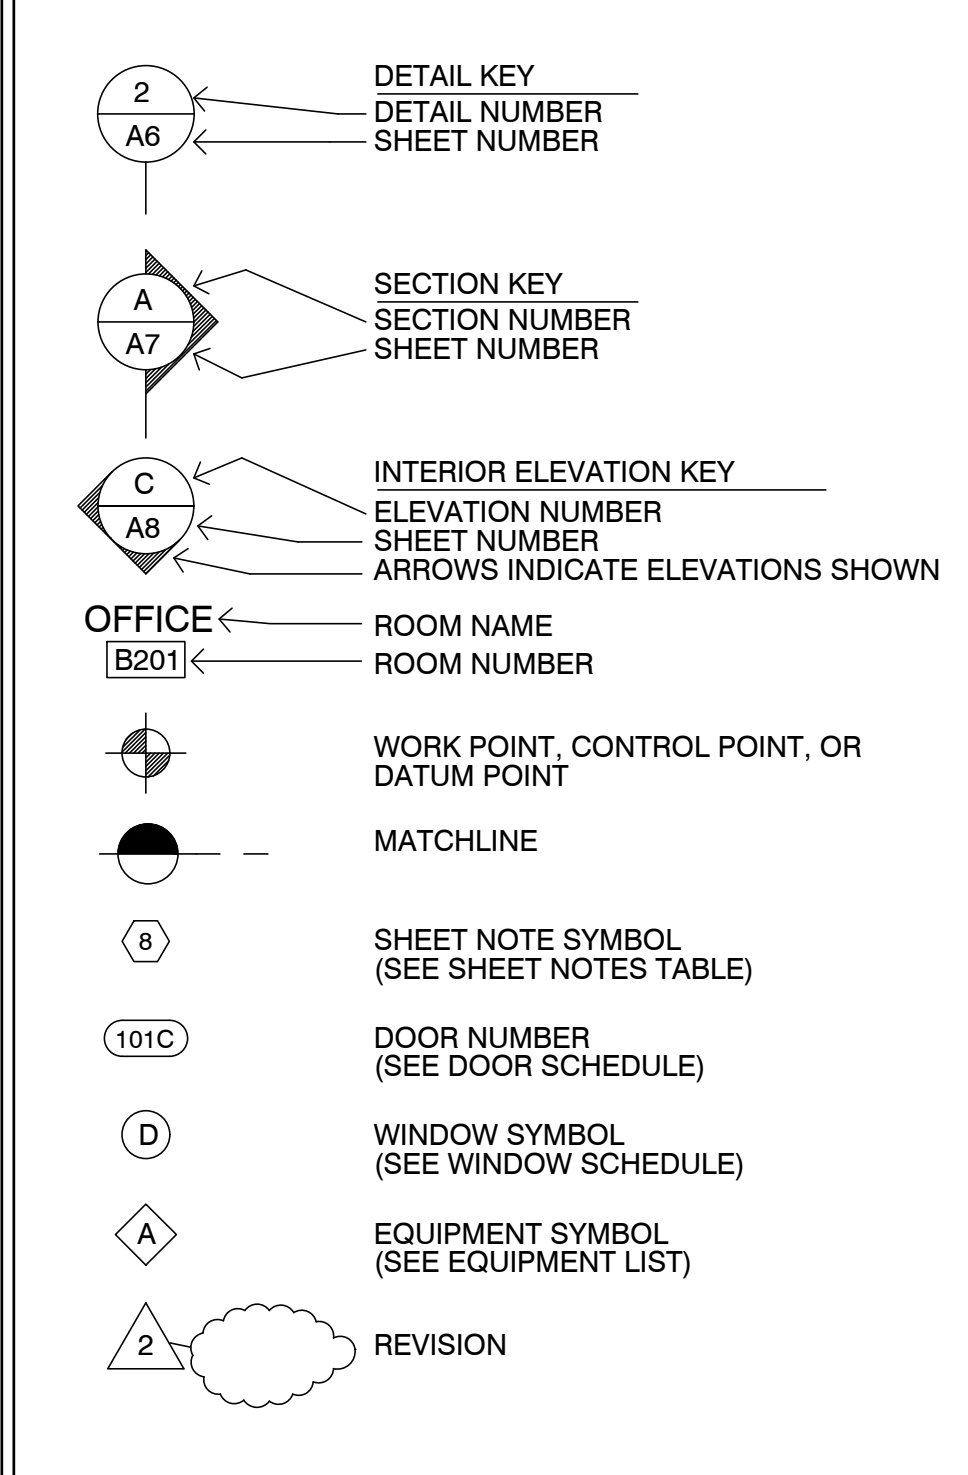 2
A6
DETAIL KEY
DETAIL NUMBER
SHEET NUMBER
A
A7
SECTION KEY
SECTION NUMBER
SHEET NUMBER
C
A8
INTERIOR ELEVATION KEY
ELEVATION NUMBER
SHEET NUMBER
ARROWS INDICATE ELEVATIONS SHOWN
OFFICE
ROOM NAME
B201
ROOM NUMBER
WORK POINT, CONTROL POINT, OR
DATUM POINT
MATCHLINE
8
SHEET NOTE SYMBOL
(SEE SHEET NOTES TABLE)
101C
DOOR NUMBER
(SEE DOOR SCHEDULE)
D
WINDOW SYMBOL
(SEE WINDOW SCHEDULE)
A
EQUIPMENT SYMBOL
(SEE EQUIPMENT LIST)
2
REVISION